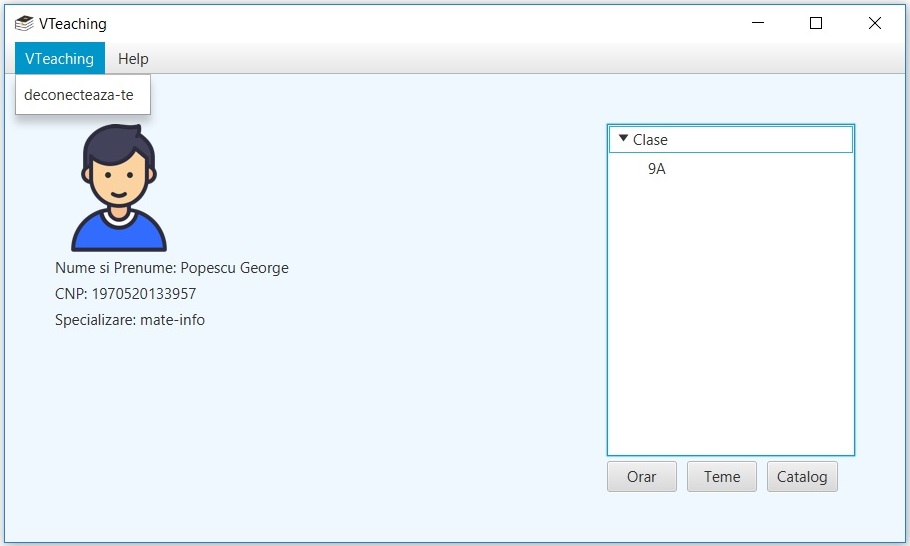 VTeaching
VTeaching Help
deconecteaza-te
Nume si Prenume: Popescu George
CNP: 1970520133957
Specializare: mate-info
Clase
9A
Orar Teme Catalog